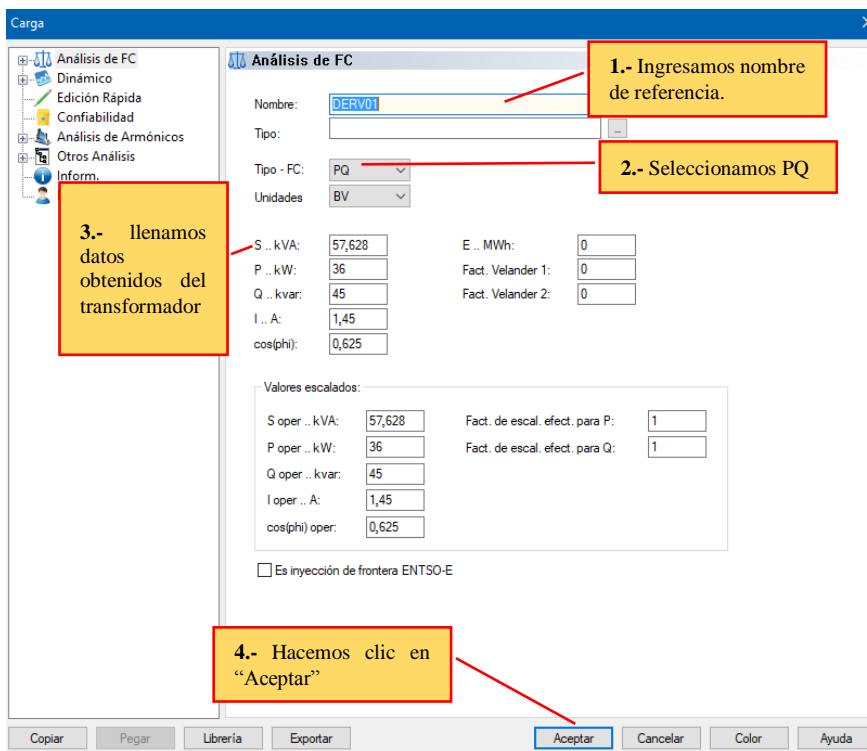 Carga
Análisis de FC
Dinámico
Edición Rápida
Confiabilidad
Análisis de Armónicos
Otros Análisis
Inform.
Análisis de FC
1.- Ingresamos nombre
de referencia.
Nombre: DERV01
Tipo: ...
Tipo - FC: PQ
2.- Seleccionamos PQ
Unidades BV
3.- llenamos
datos
obtenidos del
transformador
S .. kVA: 57,628 E .. MWh: 0
P .. kW: 36 Fact. Velander 1: 0
Q .. kvar: 45 Fact. Velander 2: 0
I .. A: 1,45
cos(phi): 0,625
Valores escalados:
S oper .. kVA: 57,628 Fact. de escal. efect. para P: 1
P oper .. kW: 36 Fact. de escal. efect. para Q: 1
Q oper .. kvar: 45
I oper .. A: 1,45
cos(phi) oper: 0,625
Es inyección de frontera ENTSO-E
4.- Hacemos clic en
“Aceptar”
Copiar Pegar Librería Exportar Aceptar Cancelar Color Ayuda